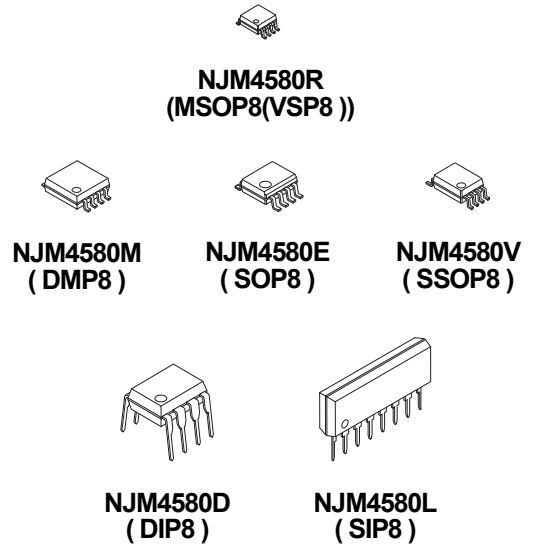 NJM4580R
(MSOP8(VSP8 ))
NJM4580M
( DMP8 )
NJM4580E
( SOP8 )
NJM4580V
( SSOP8 )
NJM4580D
( DIP8 )
NJM4580L
( SIP8 )